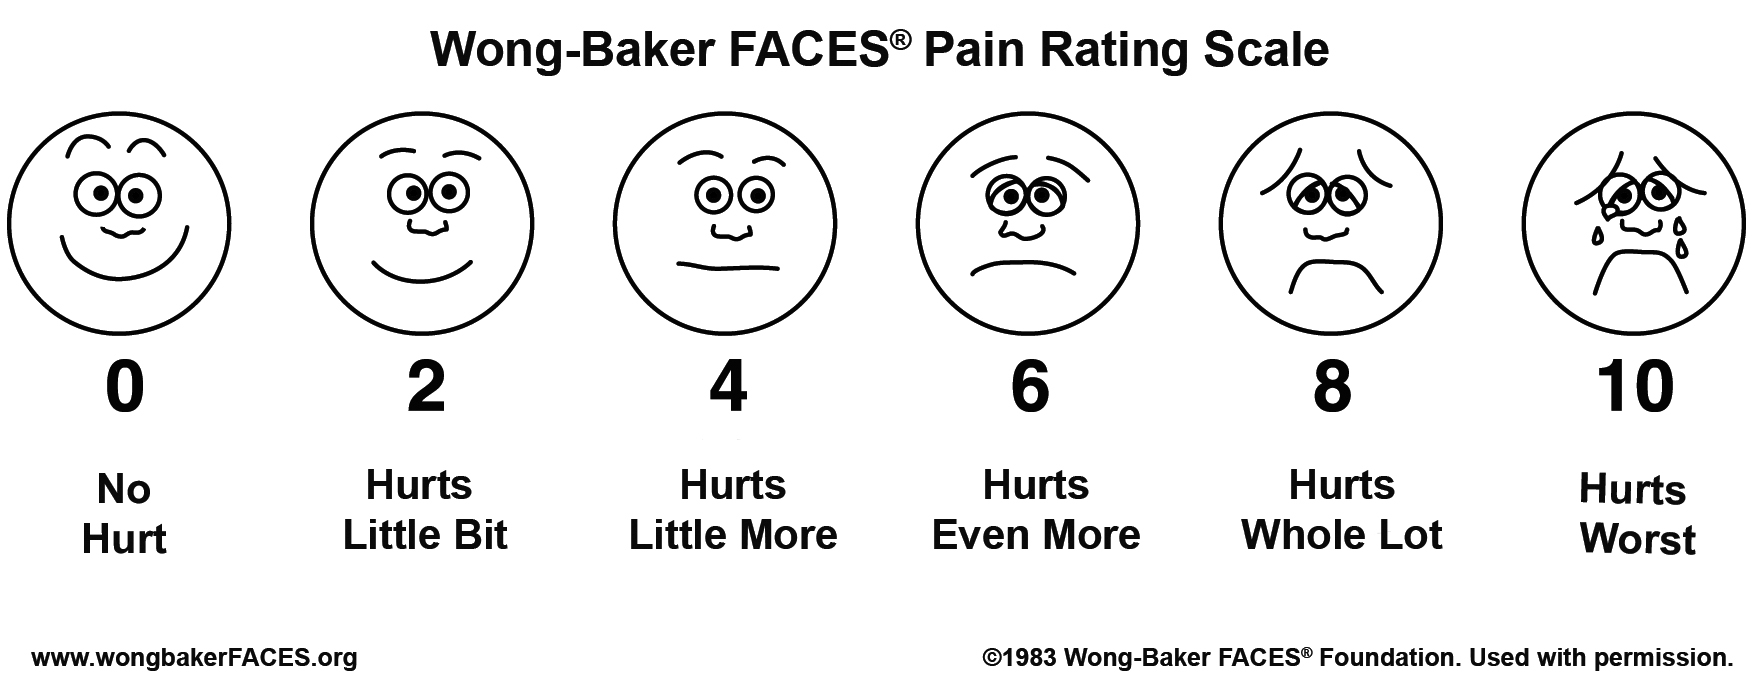 Wong-Baker FACES® Pain Rating Scale
0 2 4 6 8 10
No Hurts Hurts Hurts Hurts Hurts
Hurt Little Bit Little More Even More Whole Lot Worst
www.wongbakerFACES.org ©1983 Wong-Baker FACES® Foundation. Used with permission.